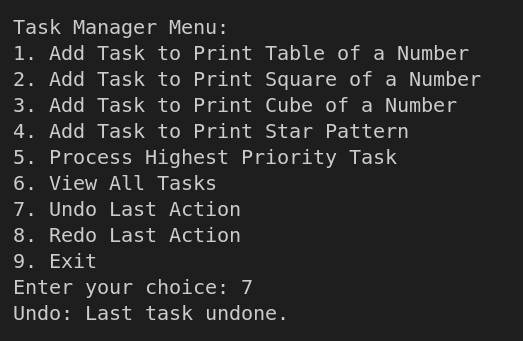 Task Manager Menu:
1. Add Task to Print Table of a Number
2. Add Task to Print Square of a Number
3. Add Task to Print Cube of a Number
4. Add Task to Print Star Pattern
5. Process Highest Priority Task
6. View All Tasks
7. Undo Last Action
8. Redo Last Action
9. Exit
Enter your choice: 7
Undo: Last task undone.